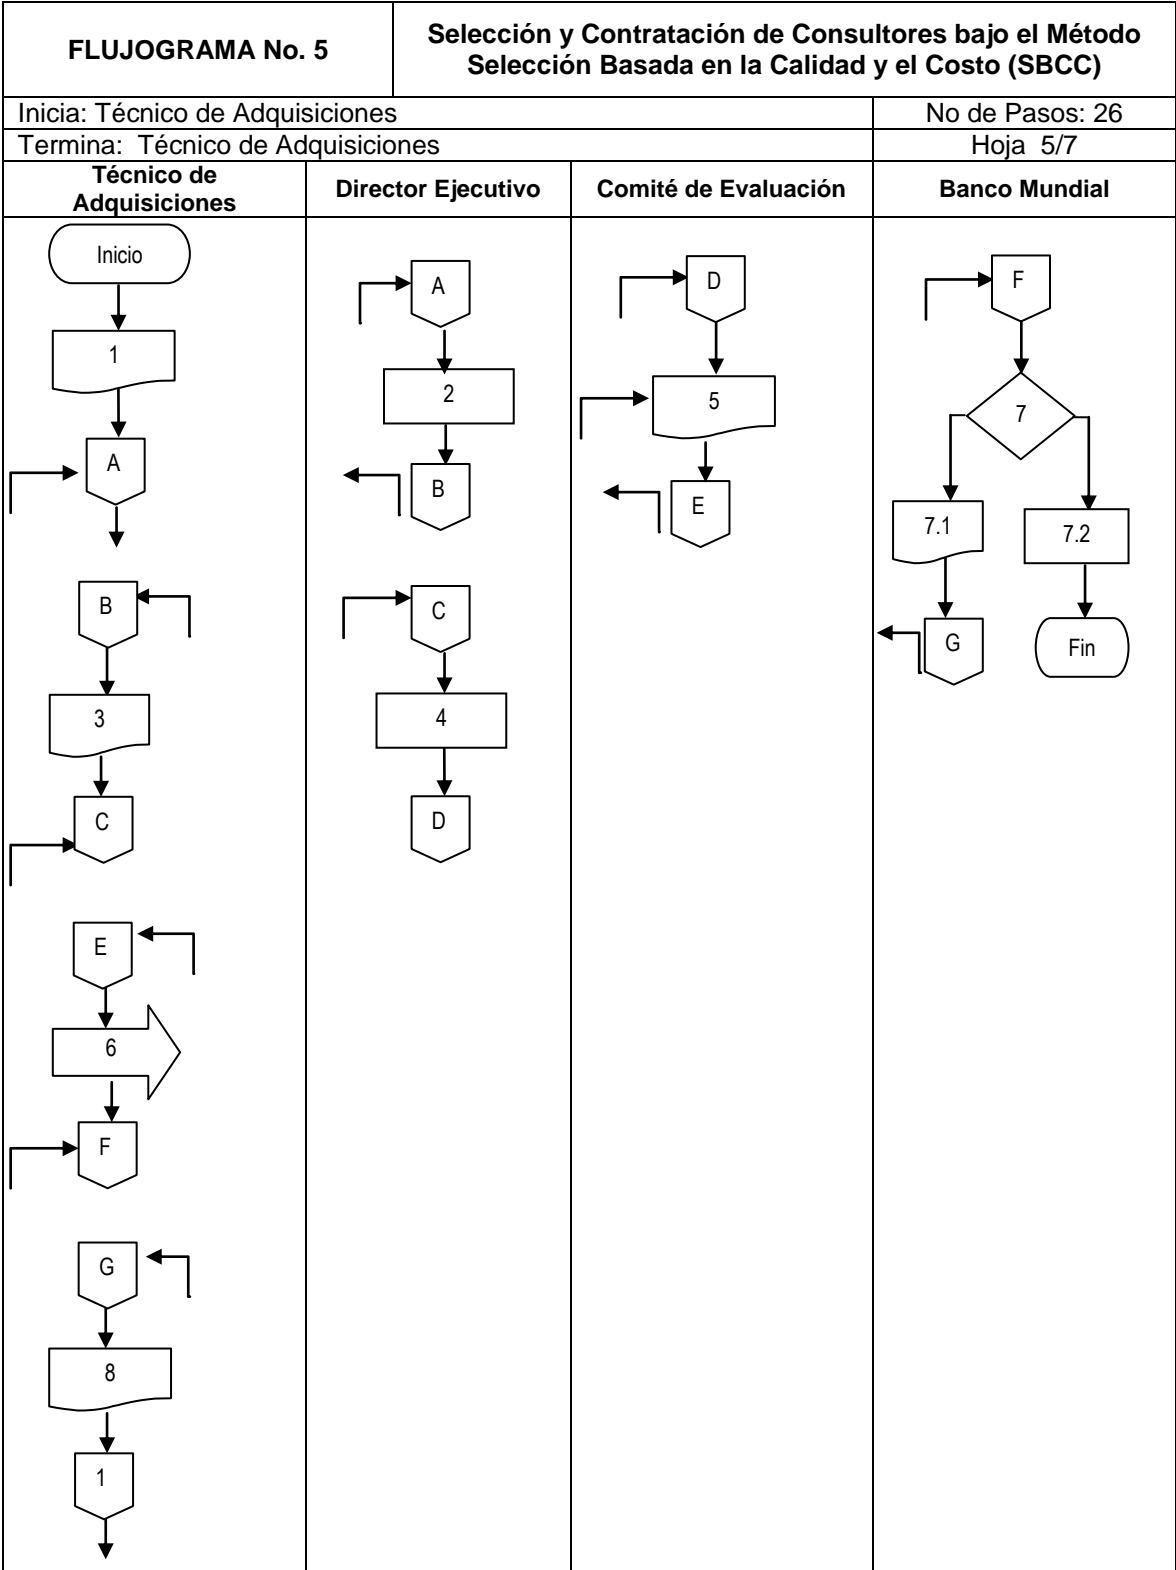 FLUJOGRAMA No. 5
Selección y Contratación de Consultores bajo el Método
Selección Basada en la Calidad y el Costo (SBCC)
Inicia: Técnico de Adquisiciones
No de Pasos: 26
Termina: Técnico de Adquisiciones
Hoja 5/7
Técnico de
Adquisiciones
Director Ejecutivo
Comité de Evaluación
Banco Mundial
Inicio
1
A
B
3
C
E
6
F
G
8
1
A
2
B
C
4
D
D
5
E
F
7
7.1
7.2
G
Fin